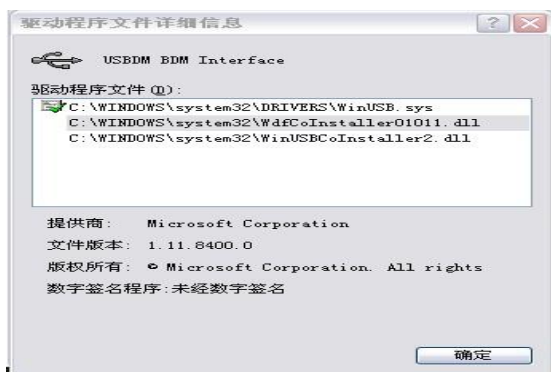 驱动程序文件详细信息
USBDM BDM Interface
驱动程序文件(D):
C:\WINDOWS\system32\DRIVERS\WinUSB.sys
C:\WINDOWS\system32\WdfCoInstaller01011.dll
C:\WINDOWS\system32\WinUSBCoInstaller2.dll
提供商: Microsoft Corporation
文件版本: 1.11.8400.0
版权所有: © Microsoft Corporation. All rights
数字签名程序:未经数字签名
确定